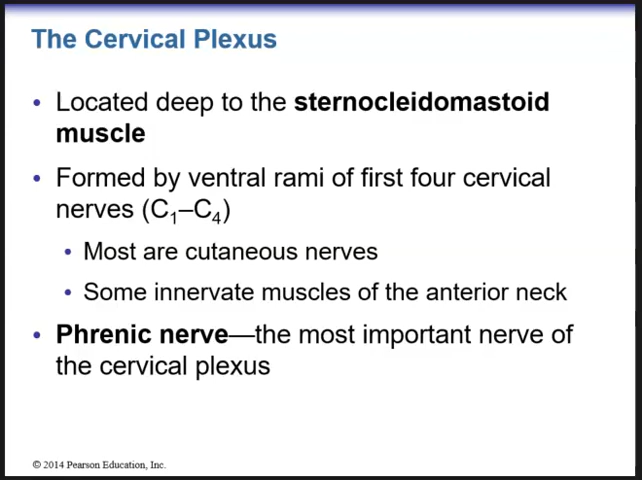 The Cervical Plexus
• Located deep to the sternocleidomastoid
muscle
• Formed by ventral rami of first four cervical
nerves (C₁–C₄)
• Most are cutaneous nerves
• Some innervate muscles of the anterior neck
• Phrenic nerve—the most important nerve of
the cervical plexus
© 2014 Pearson Education, Inc.